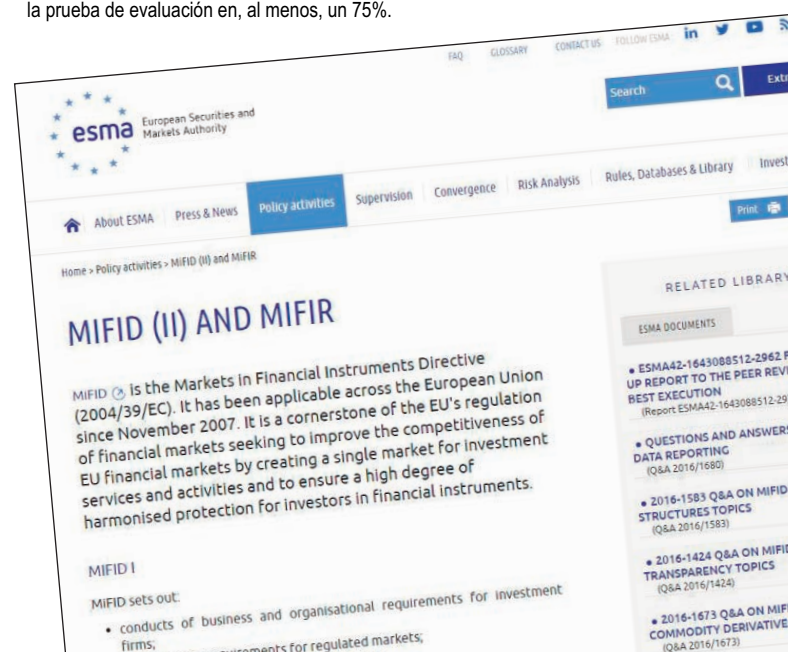 la prueba de evaluación en, al menos, un 75%.
FAQ GLOSSARY CONTACT US FOLLOW ESMA in
esma European Securities and
Markets Authority
Search
About ESMA Press & News Policy activities Supervision Convergence Risk Analysis Rules, Databases & Library
Print
Home > Policy activities > MiFID (II) and MiFIR
MIFID (II) AND MIFIR
MiFID is the Markets in Financial Instruments Directive
(2004/39/EC). It has been applicable across the European Union
since November 2007. It is a cornerstone of the EU's regulation
of financial markets seeking to improve the competitiveness of
EU financial markets by creating a single market for investment
services and activities and to ensure a high degree of
harmonised protection for investors in financial instruments.
MIFID I
MiFID sets out:
• conducts of business and organisational requirements for investment
firms;
requirements for regulated markets;
RELATED LIBRARY
ESMA DOCUMENTS
• ESMA42-1643088512-2962
UP REPORT TO THE PEER
BEST EXECUTION
(Report ESMA42-1643088512-29
• QUESTIONS AND ANSWERS
DATA REPORTING
(Q&A 2016/1680)
• 2016-1583 Q&A ON MIFID
STRUCTURES TOPICS
(Q&A 2016/1583)
• 2016-1424 Q&A ON MIFID
TRANSPARENCY TOPICS
(Q&A 2016/1424)
• 2016-1673 Q&A ON
COMMODITY DERIVATIVE
(Q&A 2016/1673)